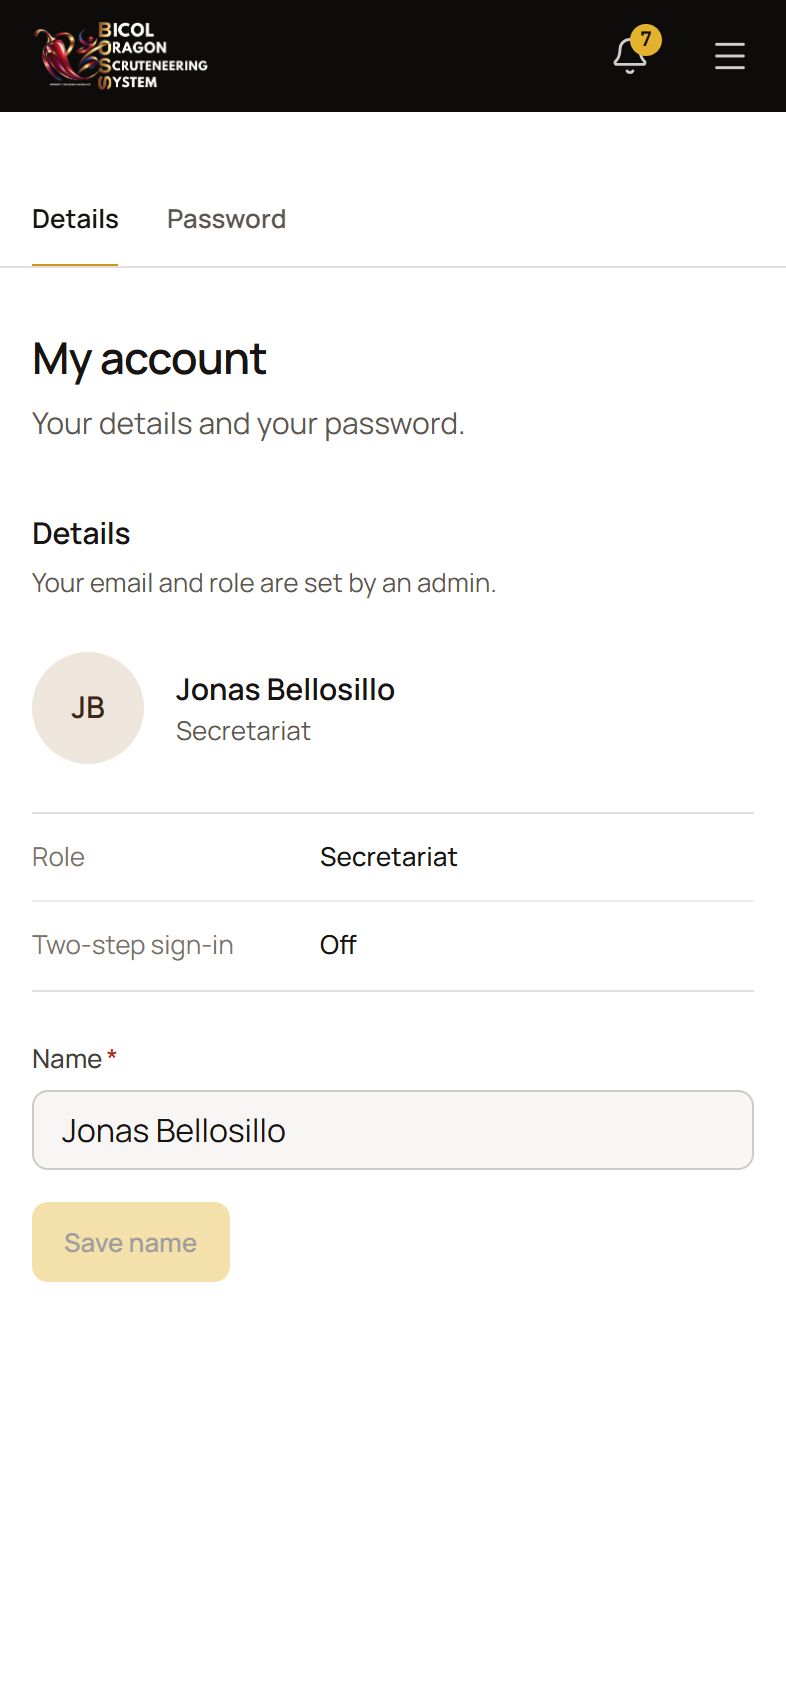 BICOL
DRAGON
SCRUTENEERING
SYSTEM
7
Details
Password
My account
Your details and your password.
Details
Your email and role are set by an admin.
JB
Jonas Bellosillo
Secretariat
Role
Secretariat
Two-step sign-in
Off
Name *
Jonas Bellosillo
Save name